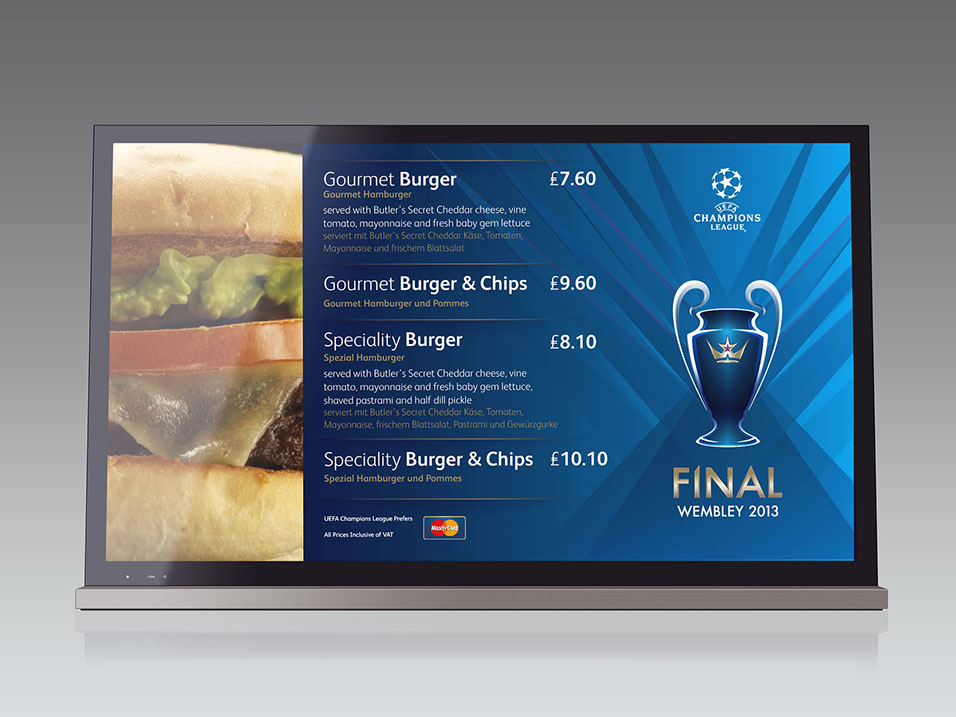 Gourmet Burger £7.60
Gourmet Hamburger
served with Butler's Secret Cheddar cheese, vine
tomato, mayonnaise and fresh baby gem lettuce
serviert mit Butler's Secret Cheddar Käse, Tomaten,
Mayonnaise und frischem Blattsalat
Gourmet Burger & Chips £9.60
Gourmet Hamburger und Pommes
Speciality Burger £8.10
Spezial Hamburger
served with Butler's Secret Cheddar cheese, vine
tomato, mayonnaise and fresh baby gem lettuce,
shaved pastrami and half dill pickle
serviert mit Butler's Secret Cheddar Käse, Tomaten,
Mayonnaise, frischem Blattsalat, Pastrami und Gewürzgurke
Speciality Burger & Chips £10.10
Spezial Hamburger und Pommes
UEFA Champions League Prefers
MasterCard
All Prices Inclusive of VAT
UEFA
CHAMPIONS
LEAGUE
FINAL
WEMBLEY 2013